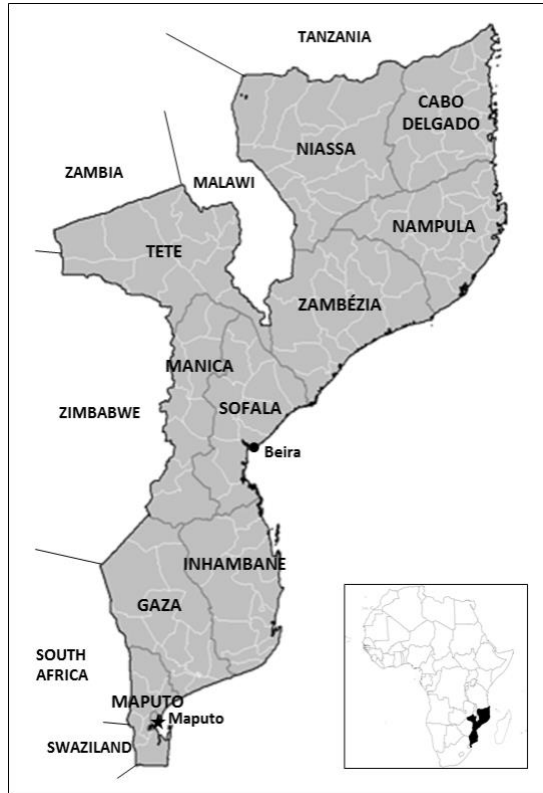 TANZANIA
CABO
DELGADO
NIASSA
ZAMBIA
MALAWI
NAMPULA
TETE
ZAMBÉZIA
MANICA
SOFALA
ZIMBABWE
Beira
INHAMBANE
GAZA
SOUTH
AFRICA
MAPUTO
Maputo
SWAZILAND